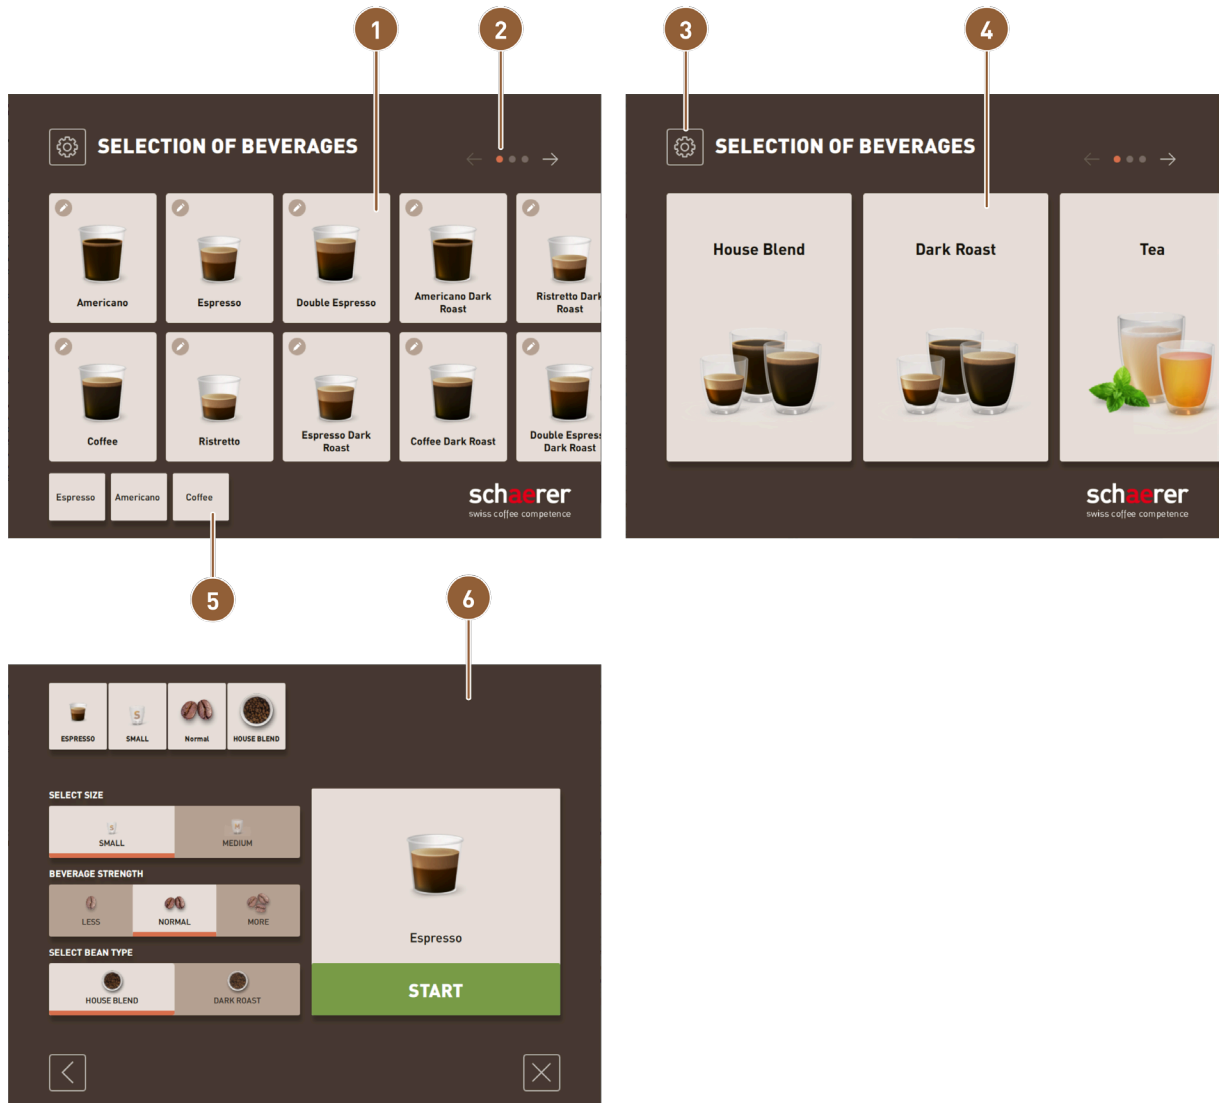 1
2
3
4
SELECTION OF BEVERAGES
Americano
Espresso
Double Espresso
Americano Dark
Roast
Ristretto Dark
Roast
Coffee
Ristretto
Espresso Dark
Roast
Coffee Dark Roast
Double Espress
Dark Roast
Espresso
Americano
Coffee
schaerer
swiss coffee competence
SELECTION OF BEVERAGES
House Blend
Dark Roast
Tea
schaerer
swiss coffee competence
5
6
ESPRESSO
S
SMALL
Normal
HOUSE BLEND
SELECT SIZE
S
SMALL
M
MEDIUM
BEVERAGE STRENGTH
LESS
NORMAL
MORE
SELECT BEAN TYPE
HOUSE BLEND
DARK ROAST
Espresso
START